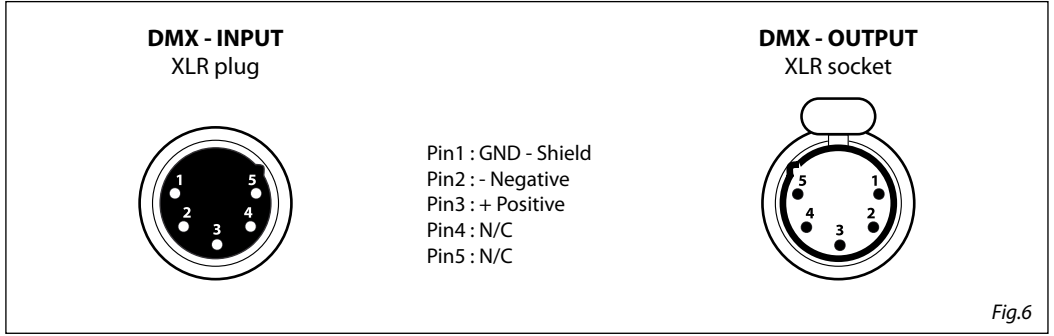 DMX - INPUT
XLR plug
1
5
2
4
3
Pin1 : GND - Shield
Pin2 : - Negative
Pin3 : + Positive
Pin4 : N/C
Pin5 : N/C
DMX - OUTPUT
XLR socket
5
1
4
2
3
Fig.6